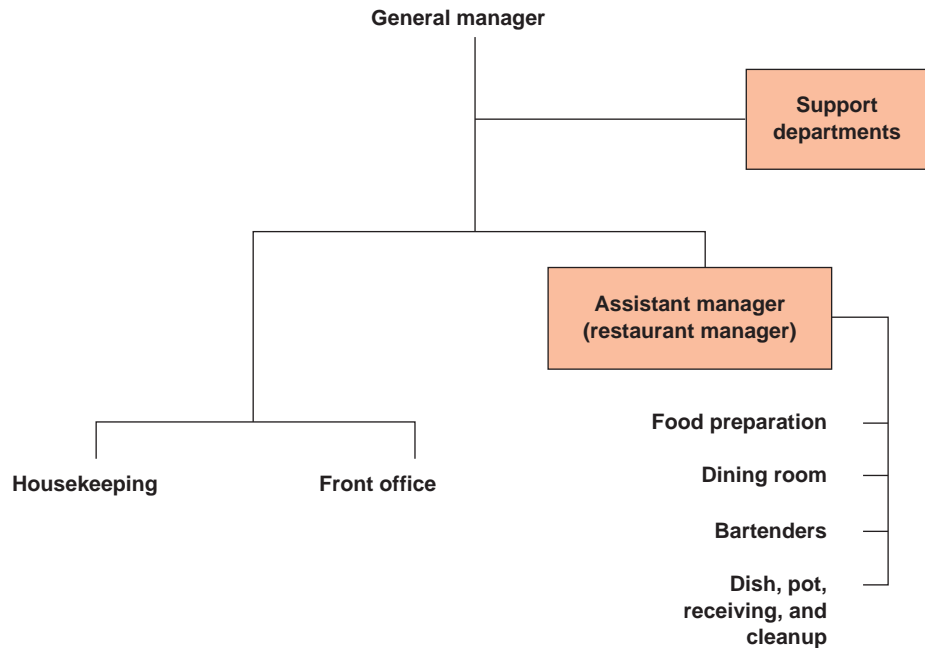 General manager
Support
departments
Assistant manager
(restaurant manager)
Food preparation
Housekeeping
Front office
Dining room
Bartenders
Dish, pot,
receiving, and
cleanup